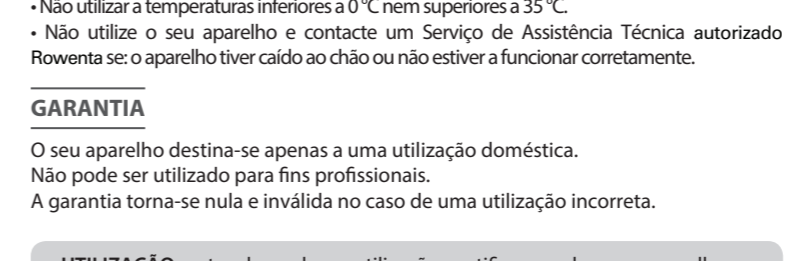 • Não utilizar a temperaturas inferiores a 0 °C nem superiores a 35 °C.
• Não utilize o seu aparelho e contacte um Serviço de Assistência Técnica autorizado
Rowenta se: o aparelho tiver caído ao chão ou não estiver a funcionar corretamente.
GARANTIA
O seu aparelho destina-se apenas a uma utilização doméstica.
Não pode ser utilizado para fins profissionais.
A garantia torna-se nula e inválida no caso de uma utilização incorreta.
UTILIZAÇÃO